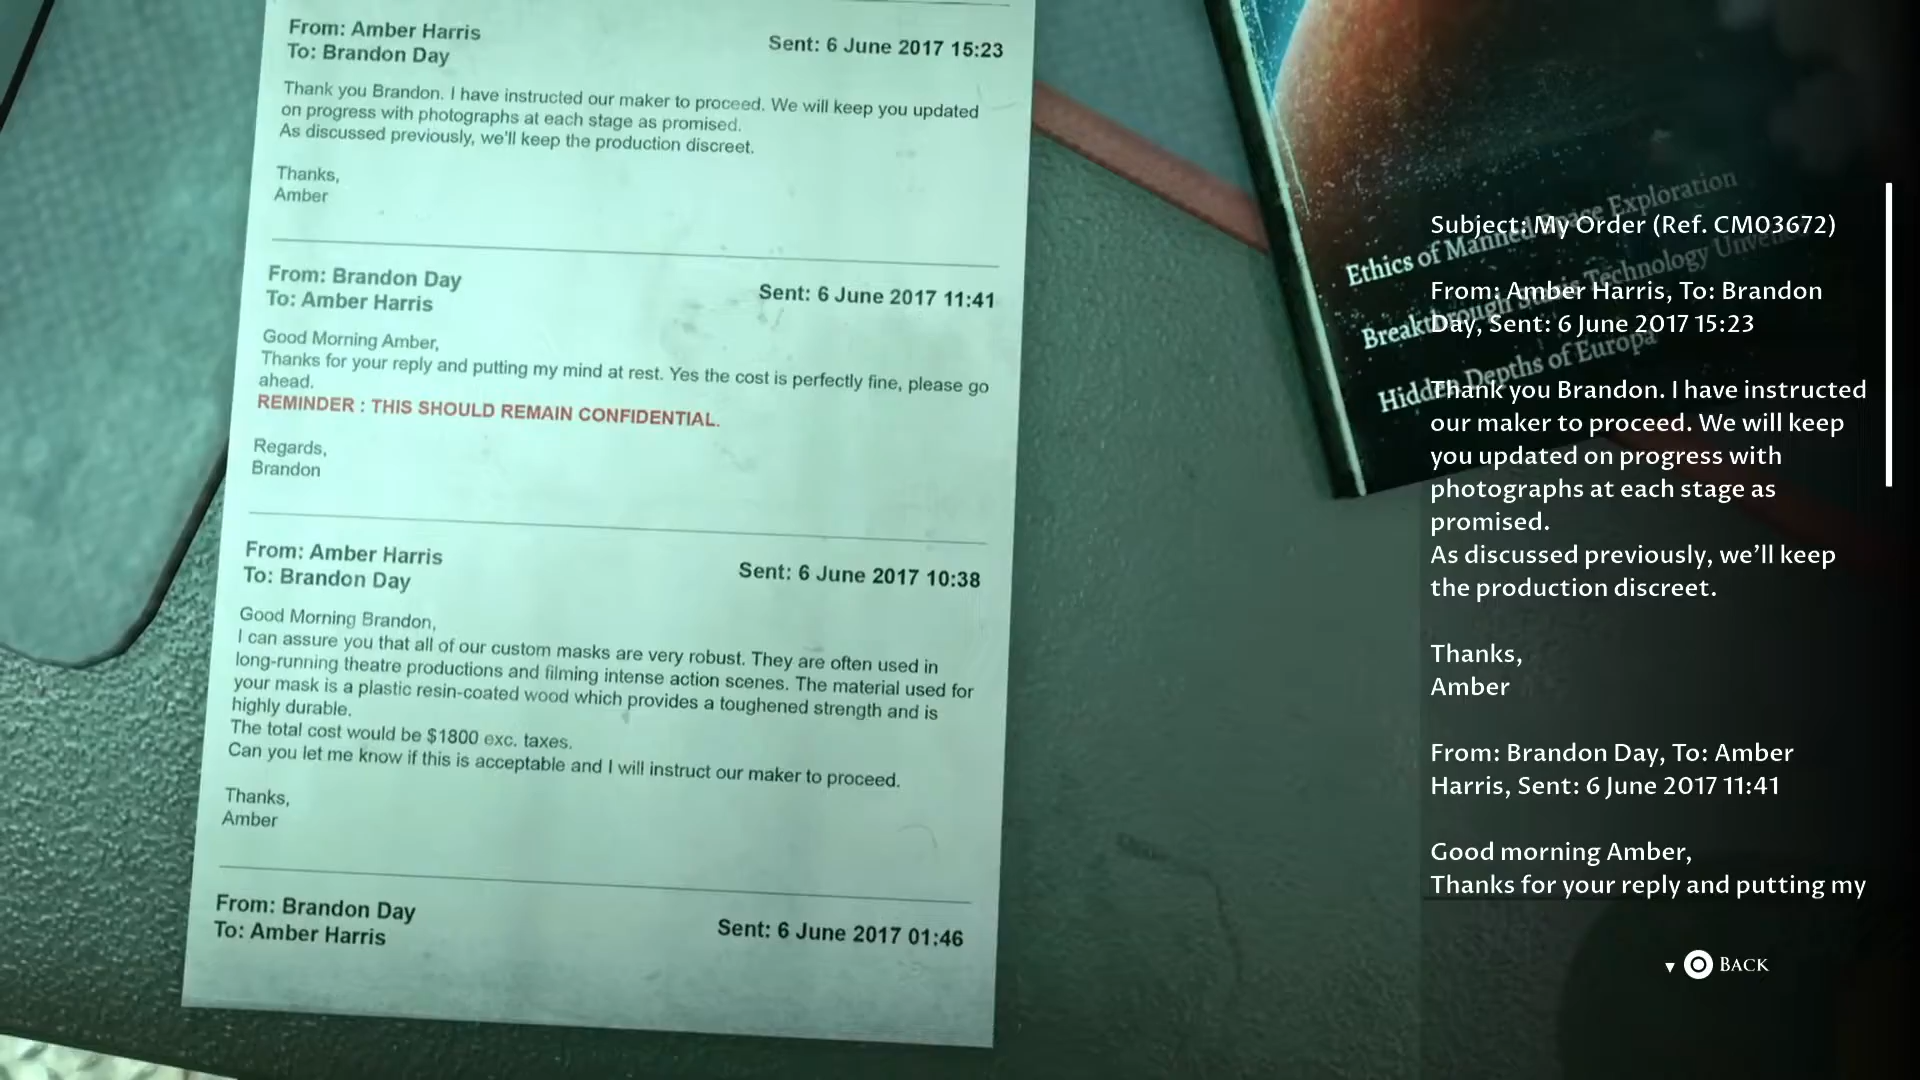 From: Amber Harris
To: Brandon Day
Sent: 6 June 2017 15:23
Thank you Brandon. I have instructed our maker to proceed. We will keep you updated
on progress with photographs at each stage as promised.
As discussed previously, we'll keep the production discreet.
Thanks,
Amber
From: Brandon Day
To: Amber Harris
Sent: 6 June 2017 11:41
Good Morning Amber,
Thanks for your reply and putting my mind at rest. Yes the cost is perfectly fine, please go
ahead.
REMINDER : THIS SHOULD REMAIN CONFIDENTIAL.
Regards,
Brandon
From: Amber Harris
To: Brandon Day
Sent: 6 June 2017 10:38
Good Morning Brandon,
I can assure you that all of our custom masks are very robust. They are often used in
long-running theatre productions and filming intense action scenes. The material used for
your mask is a plastic resin-coated wood which provides a toughened strength and is
highly durable.
The total cost would be $1800 exc. taxes.
Can you let me know if this is acceptable and I will instruct our maker to proceed.
Thanks,
Amber
From: Brandon Day
To: Amber Harris
Sent: 6 June 2017 01:46
Ethics of Manned Space Exploration
Breakthrough Stasis Technology
Hidden Depths of Europa
Subject: My Order (Ref. CM03672)
From: Amber Harris, To: Brandon
Day, Sent: 6 June 2017 15:23
Thank you Brandon. I have instructed
our maker to proceed. We will keep
you updated on progress with
photographs at each stage as
promised.
As discussed previously, we'll keep
the production discreet.
Thanks,
Amber
From: Brandon Day, To: Amber
Harris, Sent: 6 June 2017 11:41
Good morning Amber,
Thanks for your reply and putting my
BACK